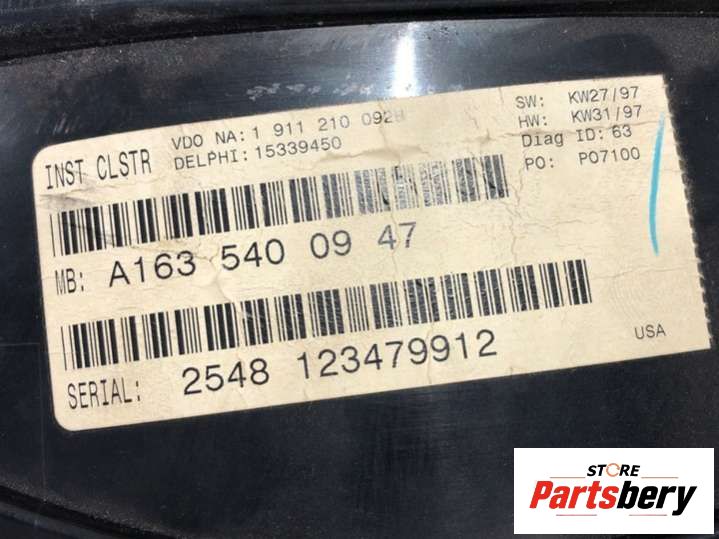 INST CLSTR
VDO NA: 1 911 210 092
DELPHI: 15339450
SW: KW27/97
HW: KW31/97
Diag ID: 63
PO: P07100
MB: A163 540 09 47
SERIAL: 2548 123479912
USA
STORE
Partsbery